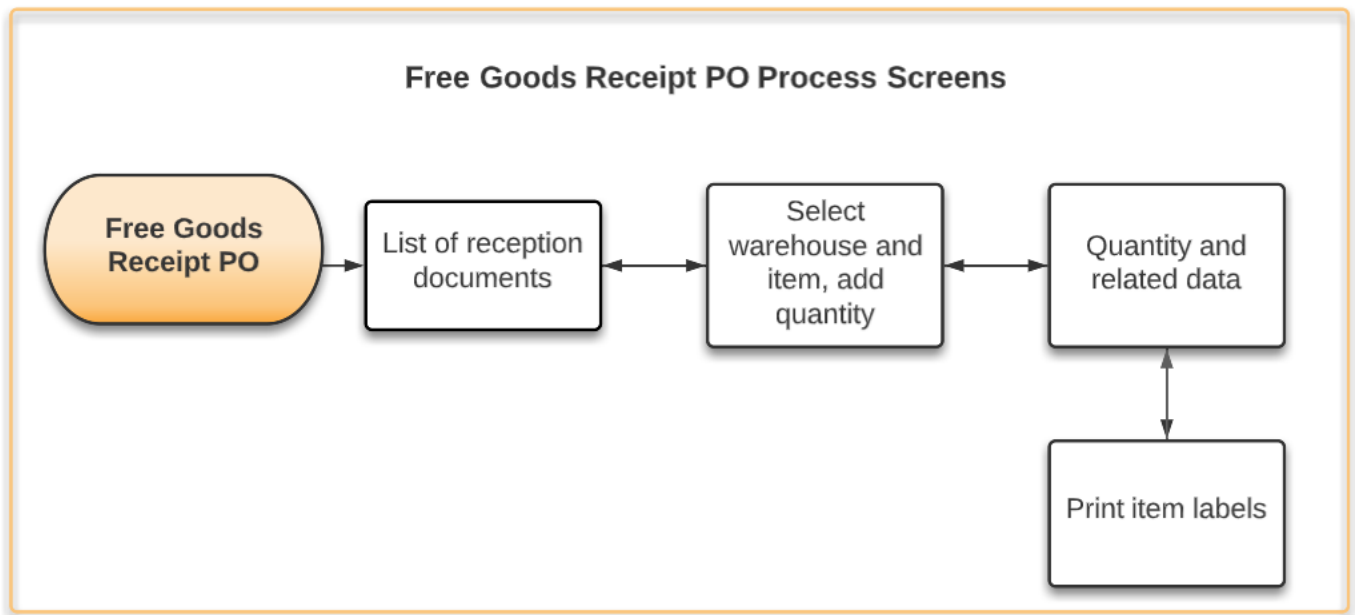 Free Goods Receipt PO Process Screens
Free Goods
Receipt PO
List of reception
documents
Select
warehouse and
item, add
quantity
Quantity and
related data
Print item labels